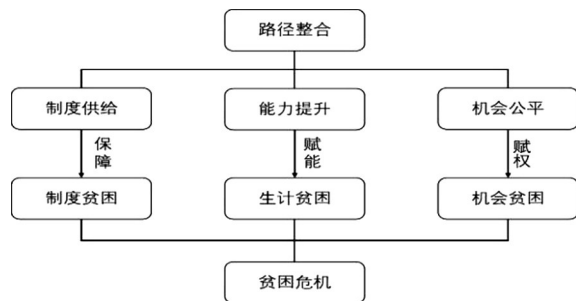 路径整合
制度供给
能力提升
机会公平
保障
赋能
赋权
制度贫困
生计贫困
机会贫困
贫困危机